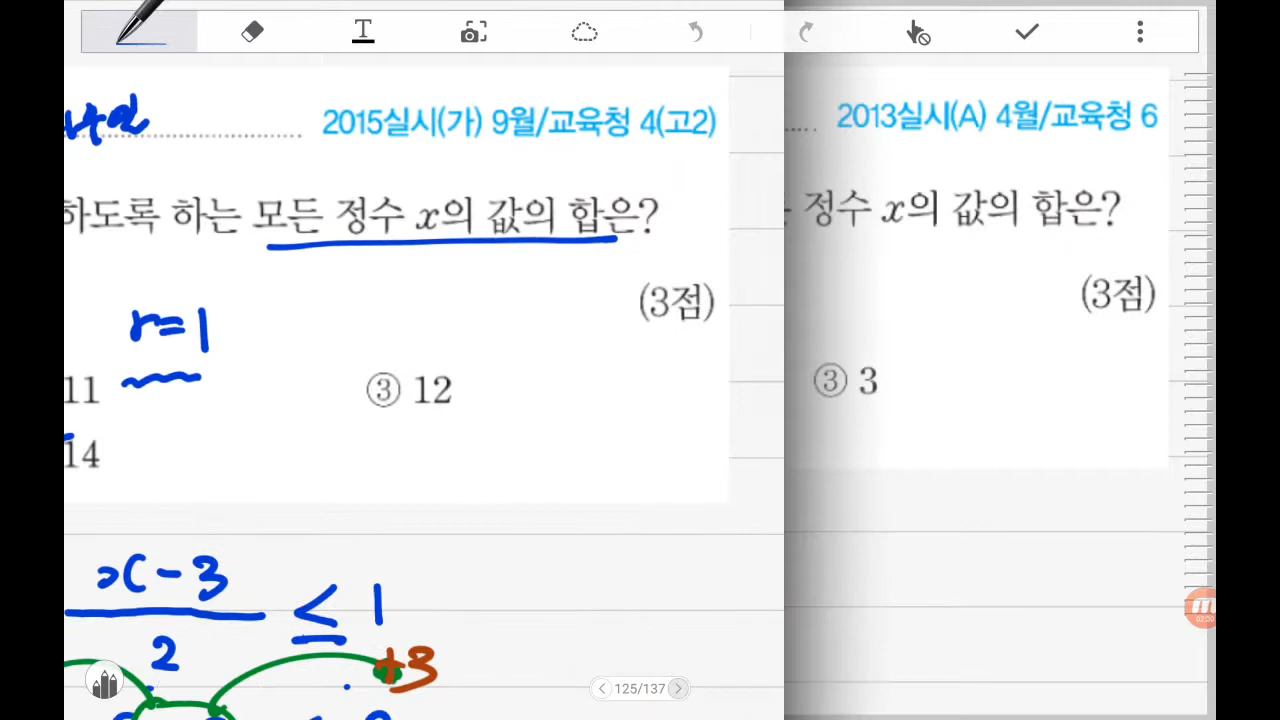 T
2015실시(가) 9월/교육청 4(고2)
하도록 하는 모든 정수 x의 값의 합은?
(3점)
r=1
11
③ 12
14
x-3
2
≤ 1
+3
125/137
2013실시(A) 4월/교육청 6
정수 x의 값의 합은?
(3점)
③ 3